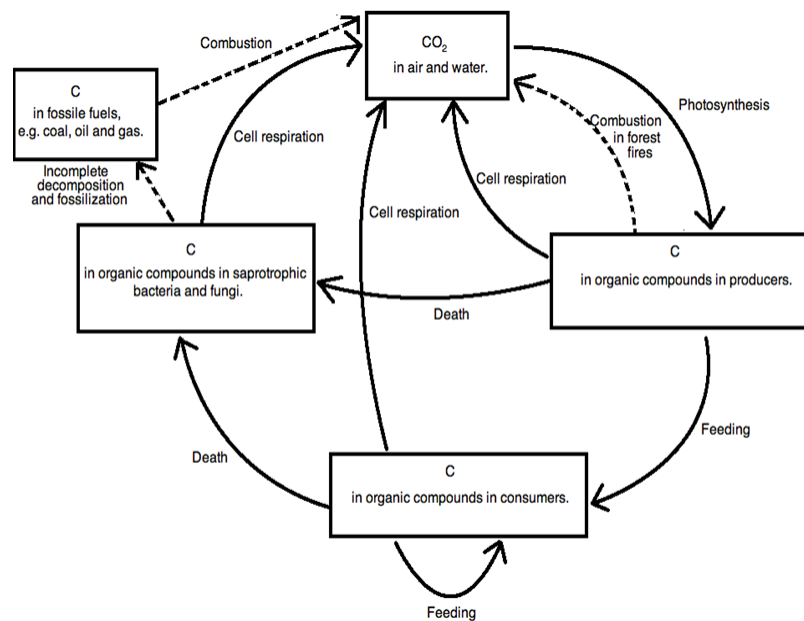 CO₂
in air and water.
Combustion
C
in fossile fuels,
e.g. coal, oil and gas.
Photosynthesis
Combustion
in forest
fires
Cell respiration
Incomplete
decomposition
and fossilization
Cell respiration
Cell respiration
C
in organic compounds in saprotrophic
bacteria and fungi.
C
in organic compounds in producers.
Death
Feeding
Death
C
in organic compounds in consumers.
Feeding